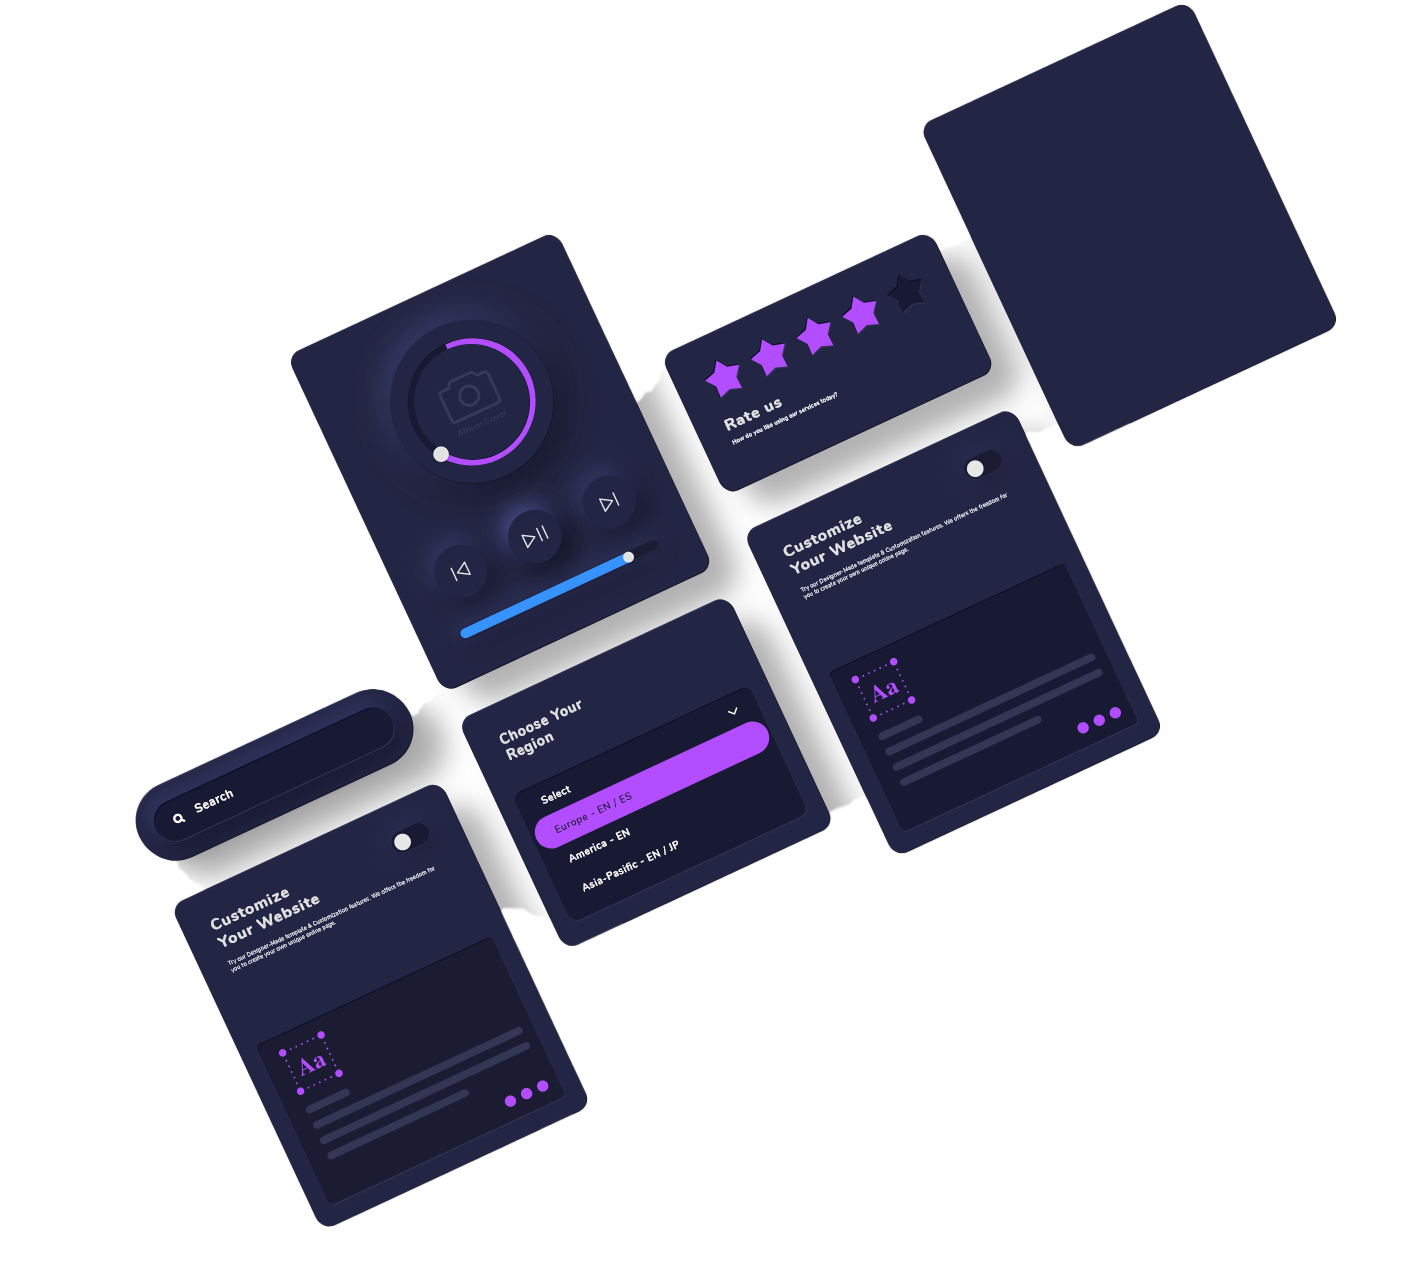 Album Cover
Rate us
How do you like using our services today?
Customize
Your Website
Try our Designer-Made template & Customization features. We offers the freedom for
you to create your own unique online page.
Aa
Choose Your
Region
Select
Europe - EN / ES
America - EN
Asia-Pasific - EN / JP
Search
Customize
Your Website
Try our Designer-Made template & Customization features. We offers the freedom for
you to create your own unique online page.
Aa